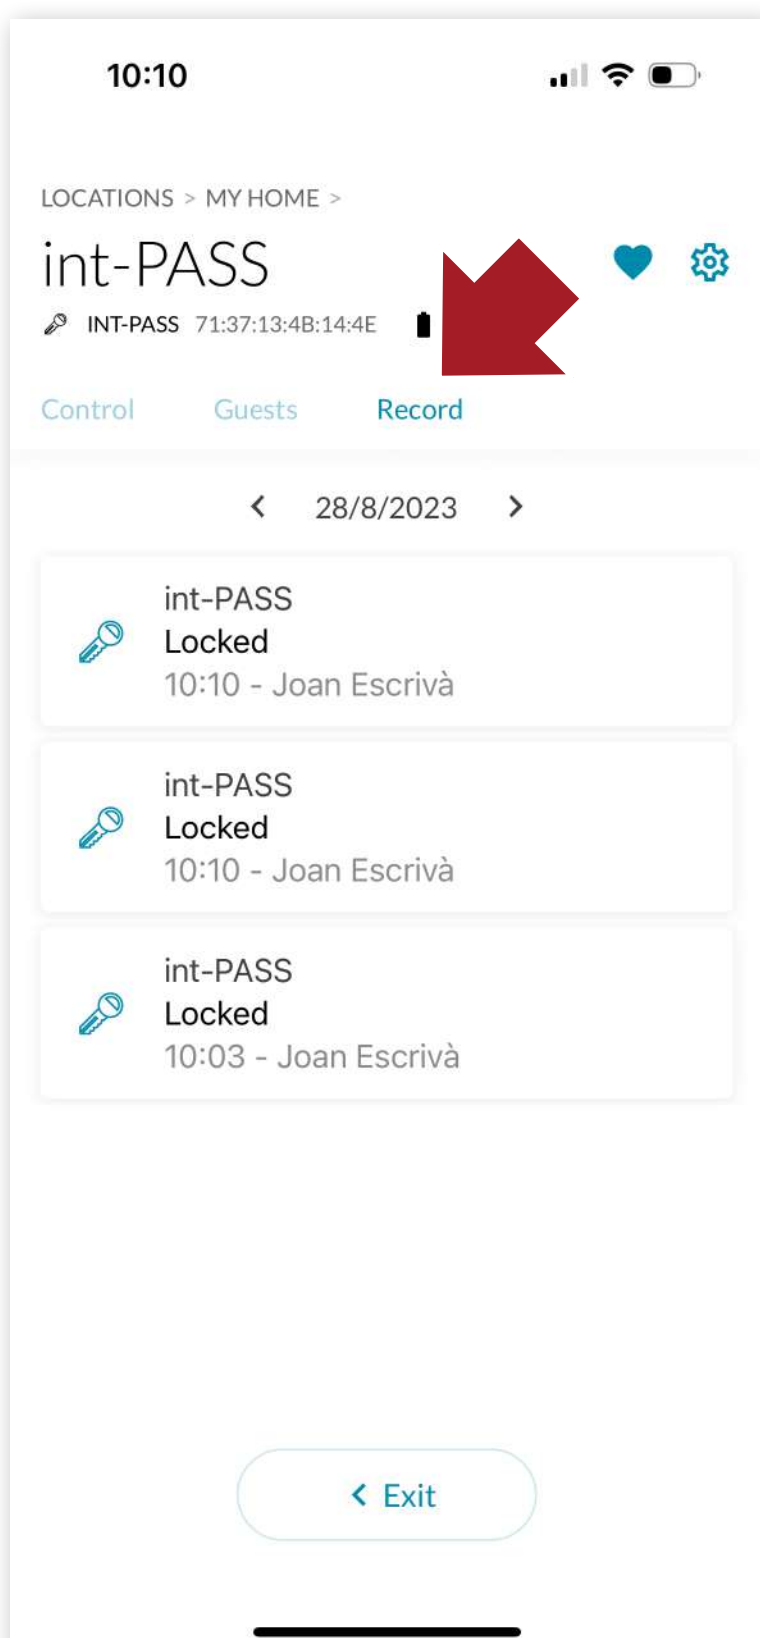 10:10
LOCATIONS > MY HOME >
int-PASS
INT-PASS 71:37:13:4B:14:4E
Control Guests Record
< 28/8/2023 >
int-PASS
Locked
10:10 - Joan Escrivà
int-PASS
Locked
10:10 - Joan Escrivà
int-PASS
Locked
10:03 - Joan Escrivà
< Exit